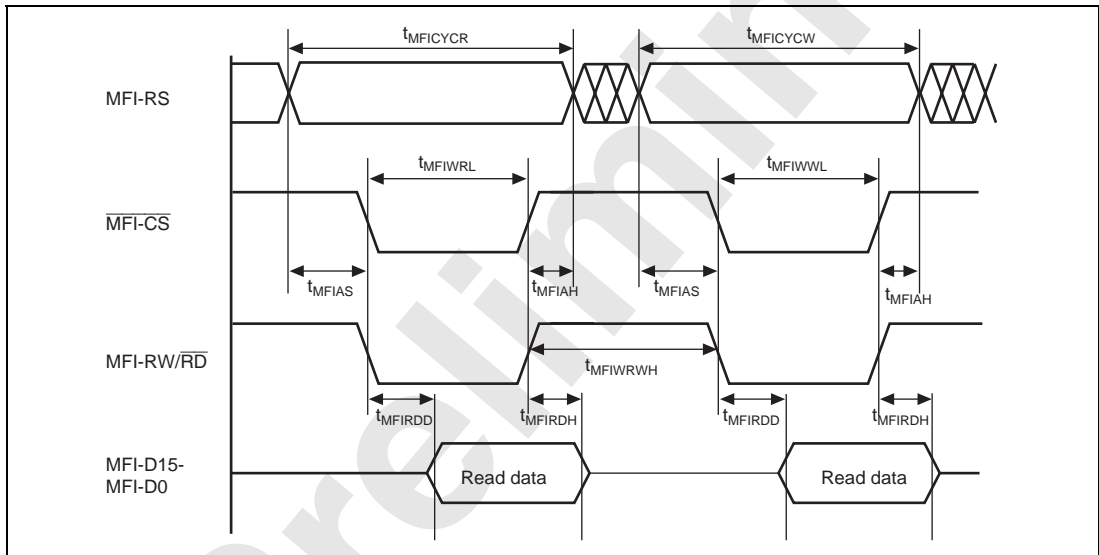 tMFICYCR tMFICYCW
MFI-RS
tMFIWRL tMFIWWL
MFI-CS
tMFIAS tMFIAH tMFIAS tMFIAH
MFI-RW/RD
tMFIWRWH
tMFIRDD tMFIRDH tMFIRDD tMFIRDH
MFI-D15-
MFI-D0
Read data Read data
relimin